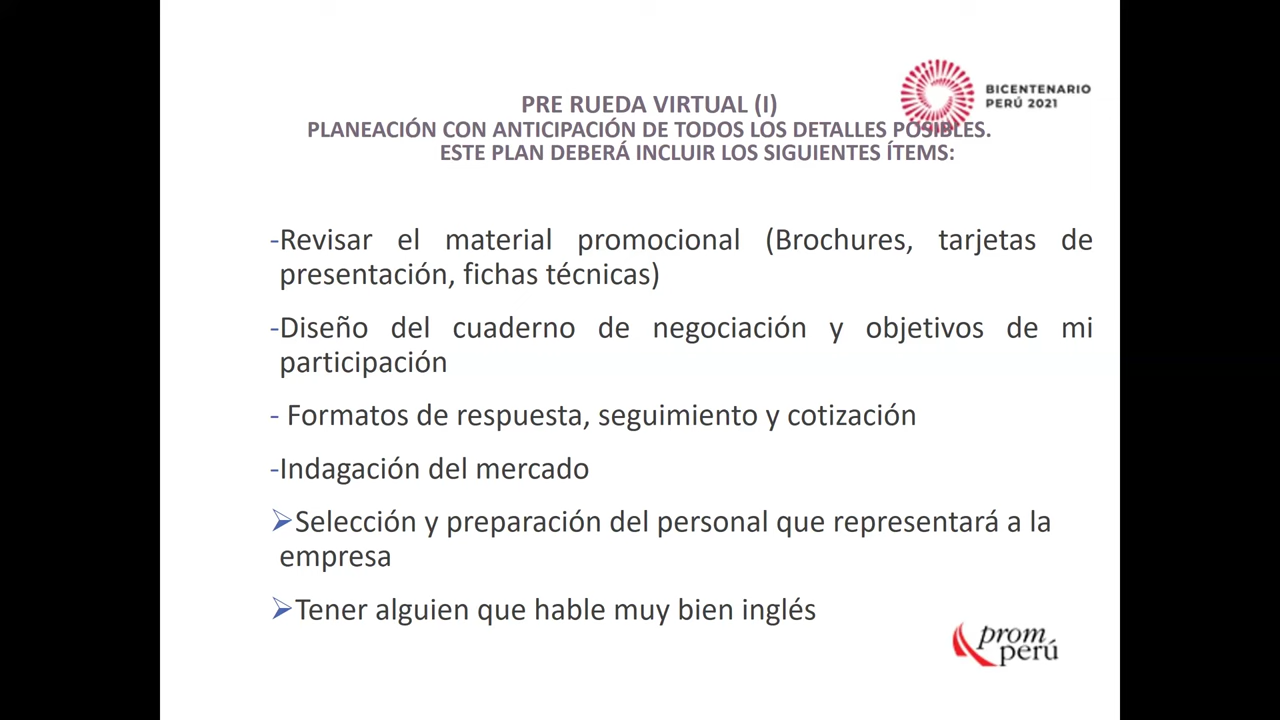 PRE RUEDA VIRTUAL (I)
PLANEACIÓN CON ANTICIPACIÓN DE TODOS LOS DETALLES POSIBLES.
ESTE PLAN DEBERÁ INCLUIR LOS SIGUIENTES ÍTEMS:
BICENTENARIO
PERÚ 2021
-Revisar el material promocional (Brochures, tarjetas de
presentación, fichas técnicas)
-Diseño del cuaderno de negociación y objetivos de mi
participación
- Formatos de respuesta, seguimiento y cotización
-Indagación del mercado
➢Selección y preparación del personal que representará a la
empresa
➢Tener alguien que hable muy bien inglés
prom
perú